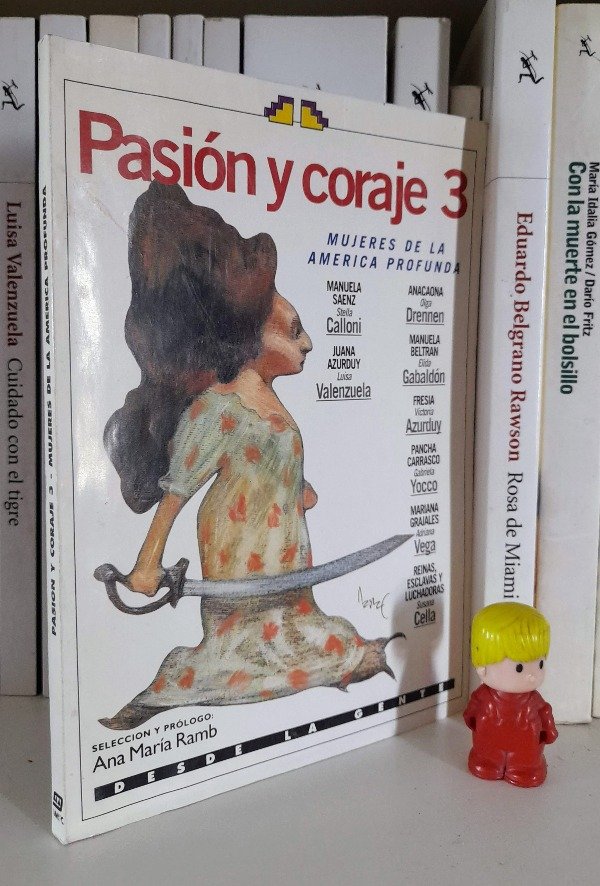 Pasión y coraje 3
MUJERES DE LA
AMERICA PROFUNDA
MANUELA
SAENZ
Stella
Calloni
JUANA
AZURDUY
Luisa
Valenzuela
ANACAONA
Olga
Drennen
MANUELA
BELTRAN
Elida
Gabaldón
FRESIA
Victoria
Azurduy
PANCHA
CARRASCO
Gabriela
Yocco
MARIANA
GRAJALES
Adriana
Vega
REINAS,
ESCLAVAS Y
LUCHADORAS
Susana
Cella
SELECCION Y PRÓLOGO:
Ana María Ramb
DESDE LA GENTE
PASION Y CORAJE 3 - MUJERES DE LA AMERICA PROFUNDA
Luisa Valenzuela Cuidado con el tigre
Eduardo Belgrano Rawson Rosa de Miami
María Idalia Gómez / Darío Fritz
Con la muerte en el bolsillo